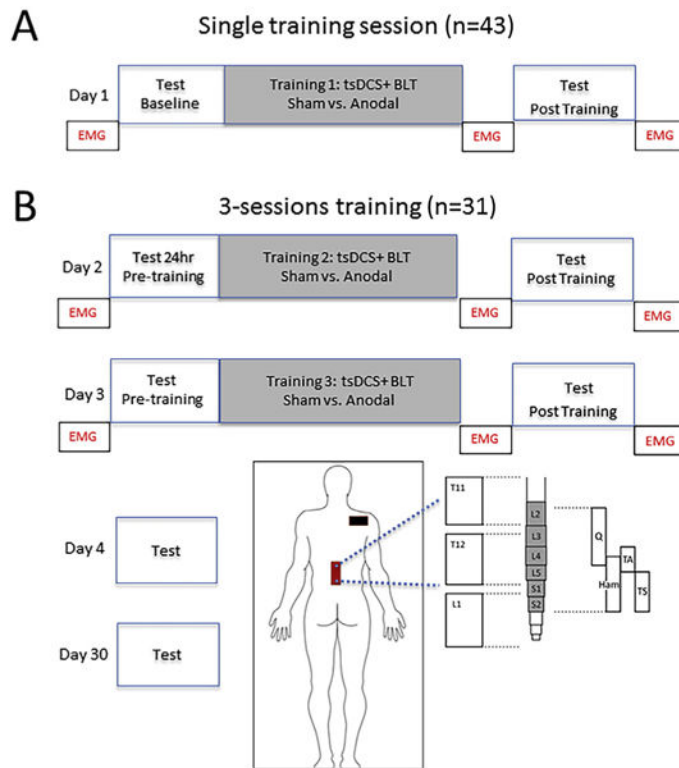 A
Single training session (n=43)
Day 1
Test
Baseline
Training 1: tsDCS+ BLT
Sham vs. Anodal
Test
Post Training
EMG
EMG
EMG
B
3-sessions training (n=31)
Day 2
Test 24hr
Pre-training
Training 2: tsDCS+ BLT
Sham vs. Anodal
Test
Post Training
EMG
EMG
EMG
Day 3
Test
Pre-training
Training 3: tsDCS+ BLT
Sham vs. Anodal
Test
Post Training
EMG
EMG
EMG
Day 4
Test
Day 30
Test
T11
T12
L1
L2
L3
L4
L5
S1
S2
Q
TA
Ham
TS